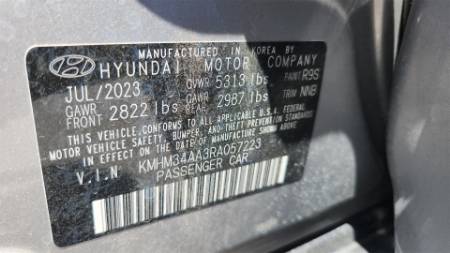 MANUFACTURED IN KOREA BY
HYUNDAI MOTOR COMPANY
JUL/2023 GVWR 5313 lbs PAINT R9S
GAWR FRONT 2822 lbs GAWR REAR 2987 lbs TRIM NNB
THIS VEHICLE CONFORMS TO ALL APPLICABLE U.S.A. FEDERAL
MOTOR VEHICLE SAFETY, BUMPER, AND THEFT PREVENTION
STANDARDS IN EFFECT ON THE DATE OF MANUFACTURE
SHOWN ABOVE.
V.I.N. KMHM34AA3RA057223
PASSENGER CAR